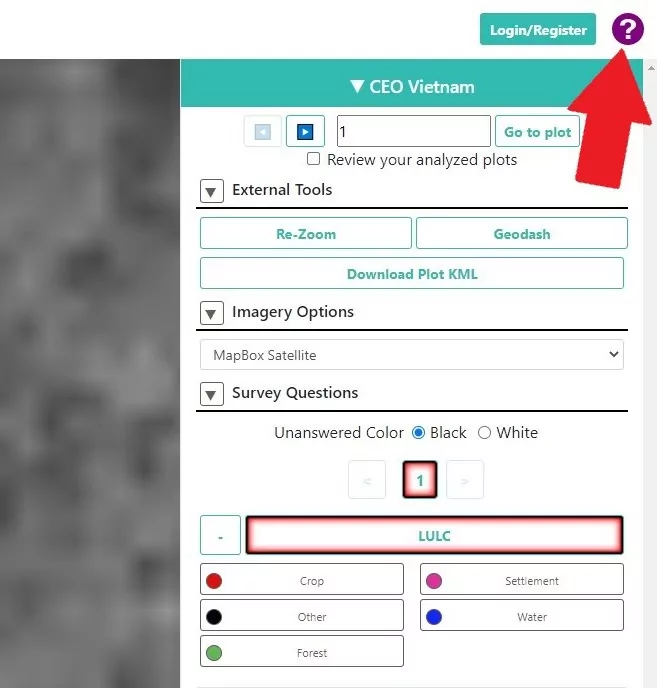 Login/Register ?
▼ CEO Vietnam
1 Go to plot
Review your analyzed plots
External Tools
Re-Zoom Geodash
Download Plot KML
Imagery Options
MapBox Satellite
Survey Questions
Unanswered Color Black White
< 1 >
- LULC
Crop Settlement
Other Water
Forest